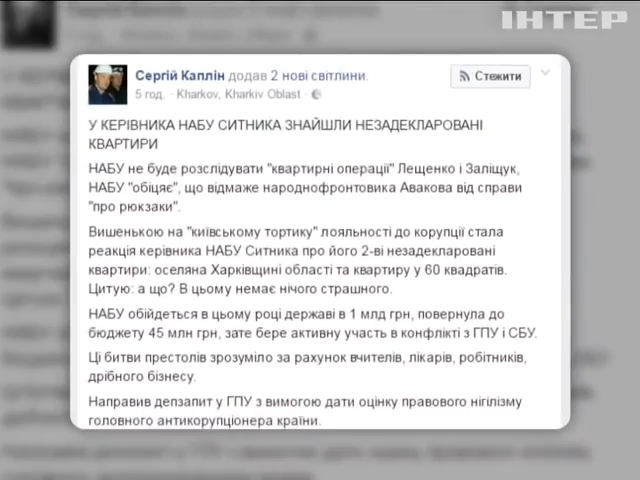 ІНТЕР
Сергій Каплін додав 2 нові світлини.
Стежити
5 год. · Kharkov, Kharkiv Oblast ·
У КЕРІВНИКА НАБУ СИТНИКА ЗНАЙШЛИ НЕЗАДЕКЛАРОВАНІ
КВАРТИРИ
НАБУ не буде розслідувати "квартирні операції" Лещенко і Заліщук,
НАБУ "обіцяє", що відмаже народнофронтовика Авакова від справи
"про рюкзаки".
Вишенькою на "київському тортику" лояльності до корупції стала
реакція керівника НАБУ Ситника про його 2-ві незадекларовані
квартири: оселяна Харківщині області та квартиру у 60 квадратів.
Цитую: а що? В цьому немає нічого страшного.
НАБУ обійдеться в цьому році державі в 1 млд грн, повернула до
бюджету 45 млн грн, зате бере активну участь в конфлікті з ГПУ і СБУ.
Ці битви престолів зрозуміло за рахунок вчителів, лікарів, робітників,
дрібного бізнесу.
Направив депзапит у ГПУ з вимогою дати оцінку правового нігілізму
головного антикорупціонера країни.